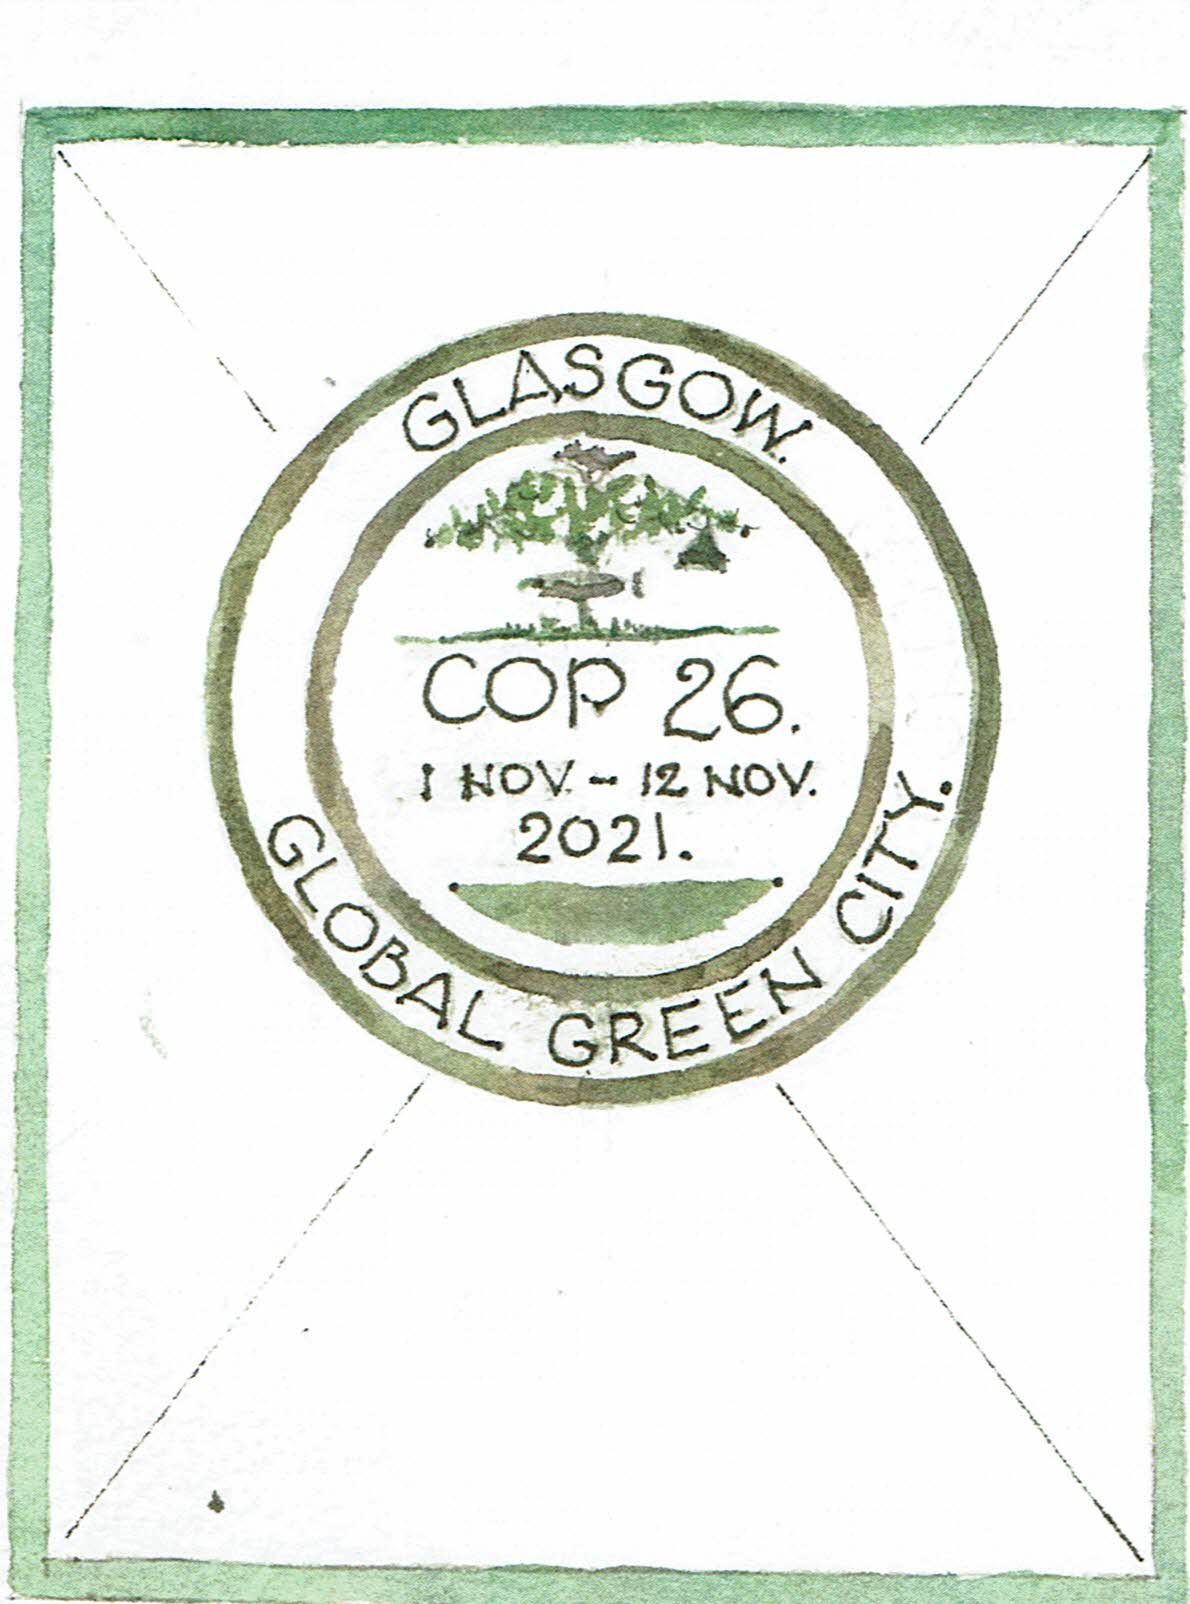 GLASGOW.
COP 26.
1 NOV. - 12 NOV.
2021.
GLOBAL GREEN CITY.